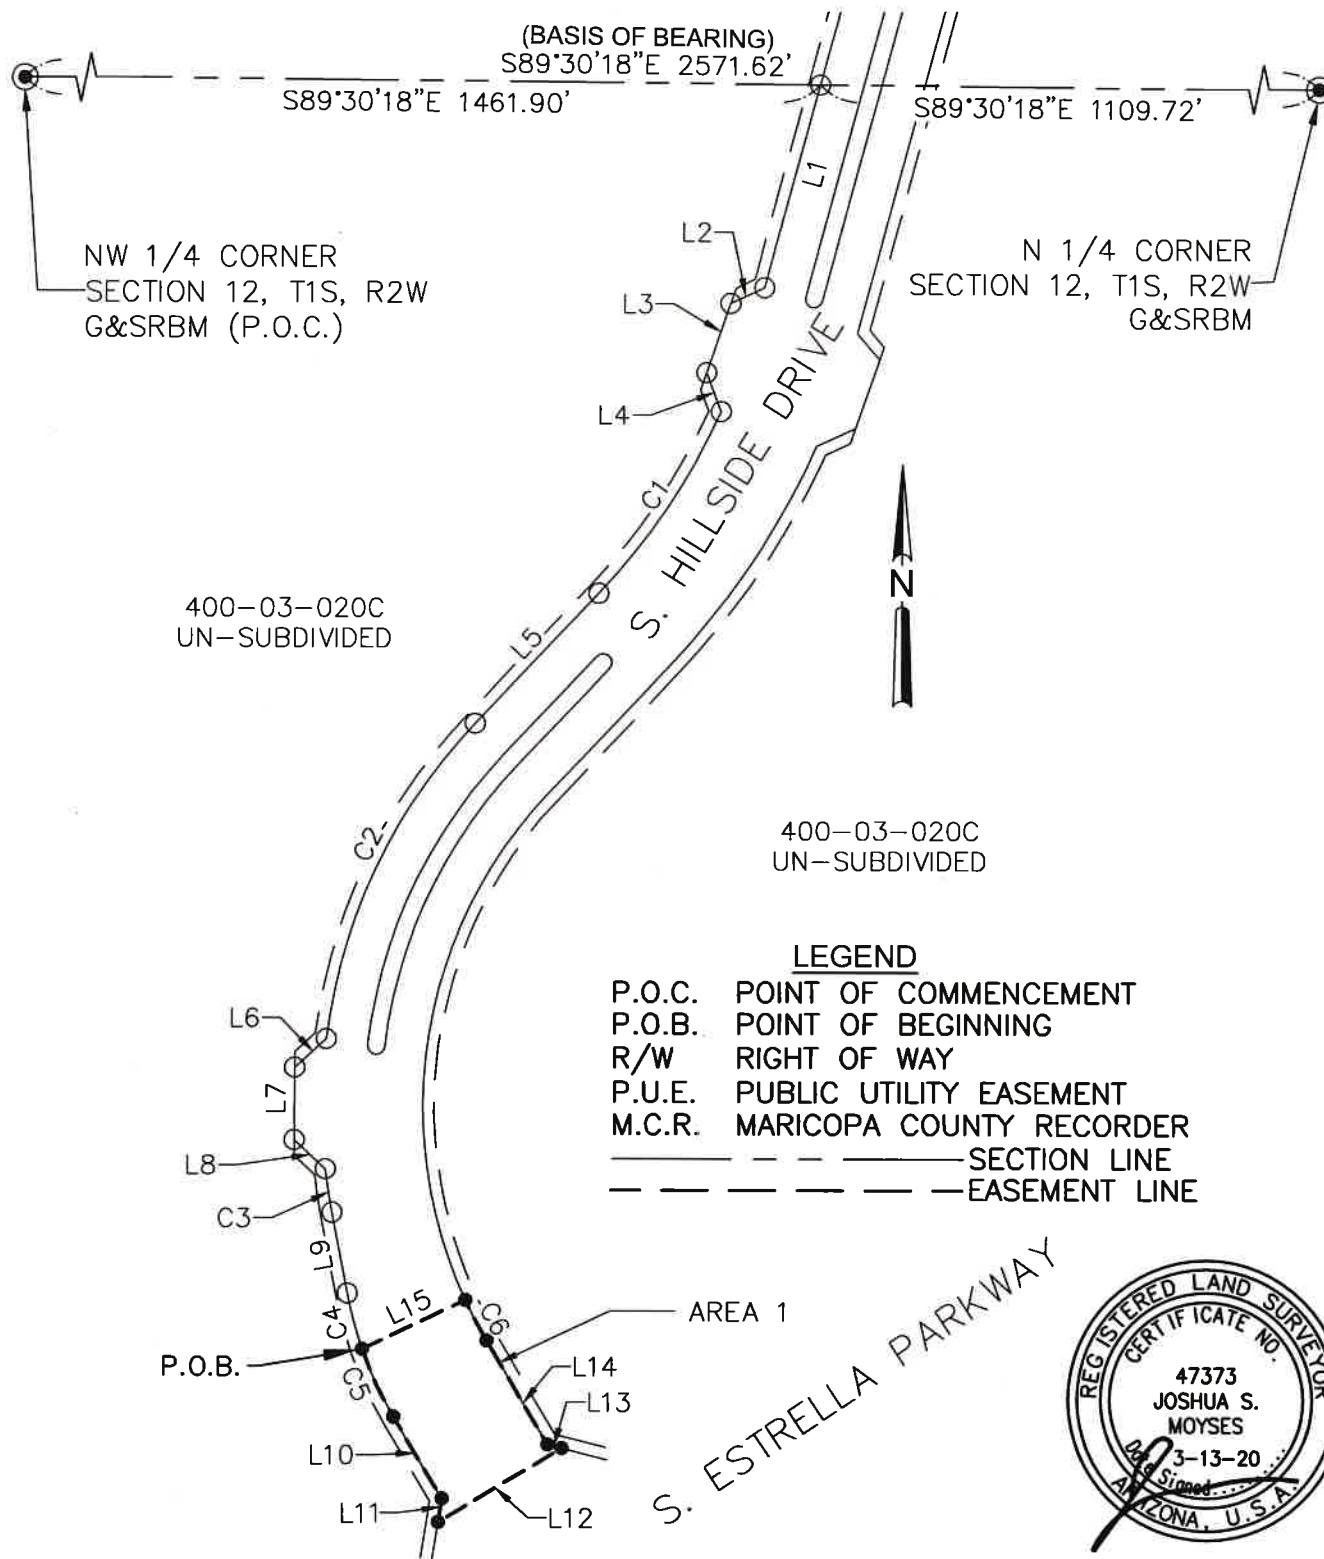 (BASIS OF BEARING)
S89°30'18"E 2571.62'
S89°30'18"E 1461.90'
S89°30'18"E 1109.72'
L1
L2
L3
L4
NW 1/4 CORNER
SECTION 12, T1S, R2W
G&SRBM (P.O.C.)
N 1/4 CORNER
SECTION 12, T1S, R2W
G&SRBM
S. HILLSIDE DRIVE
C1
N
400-03-020C
UN-SUBDIVIDED
L5
C2
400-03-020C
UN-SUBDIVIDED
LEGEND
P.O.C. POINT OF COMMENCEMENT
P.O.B. POINT OF BEGINNING
R/W RIGHT OF WAY
P.U.E. PUBLIC UTILITY EASEMENT
M.C.R. MARICOPA COUNTY RECORDER
SECTION LINE
EASEMENT LINE
L6
L7
L8
C3
L9
C4
L15
C6
AREA 1
P.O.B.
C5
L14
L13
L10
L11
L12
S. ESTRELLA PARKWAY
REGISTERED LAND SURVEYOR
CERTIFICATE NO.
47373
JOSHUA S.
MOYSES
3-13-20
Date Signed
ARIZONA, U.S.A.